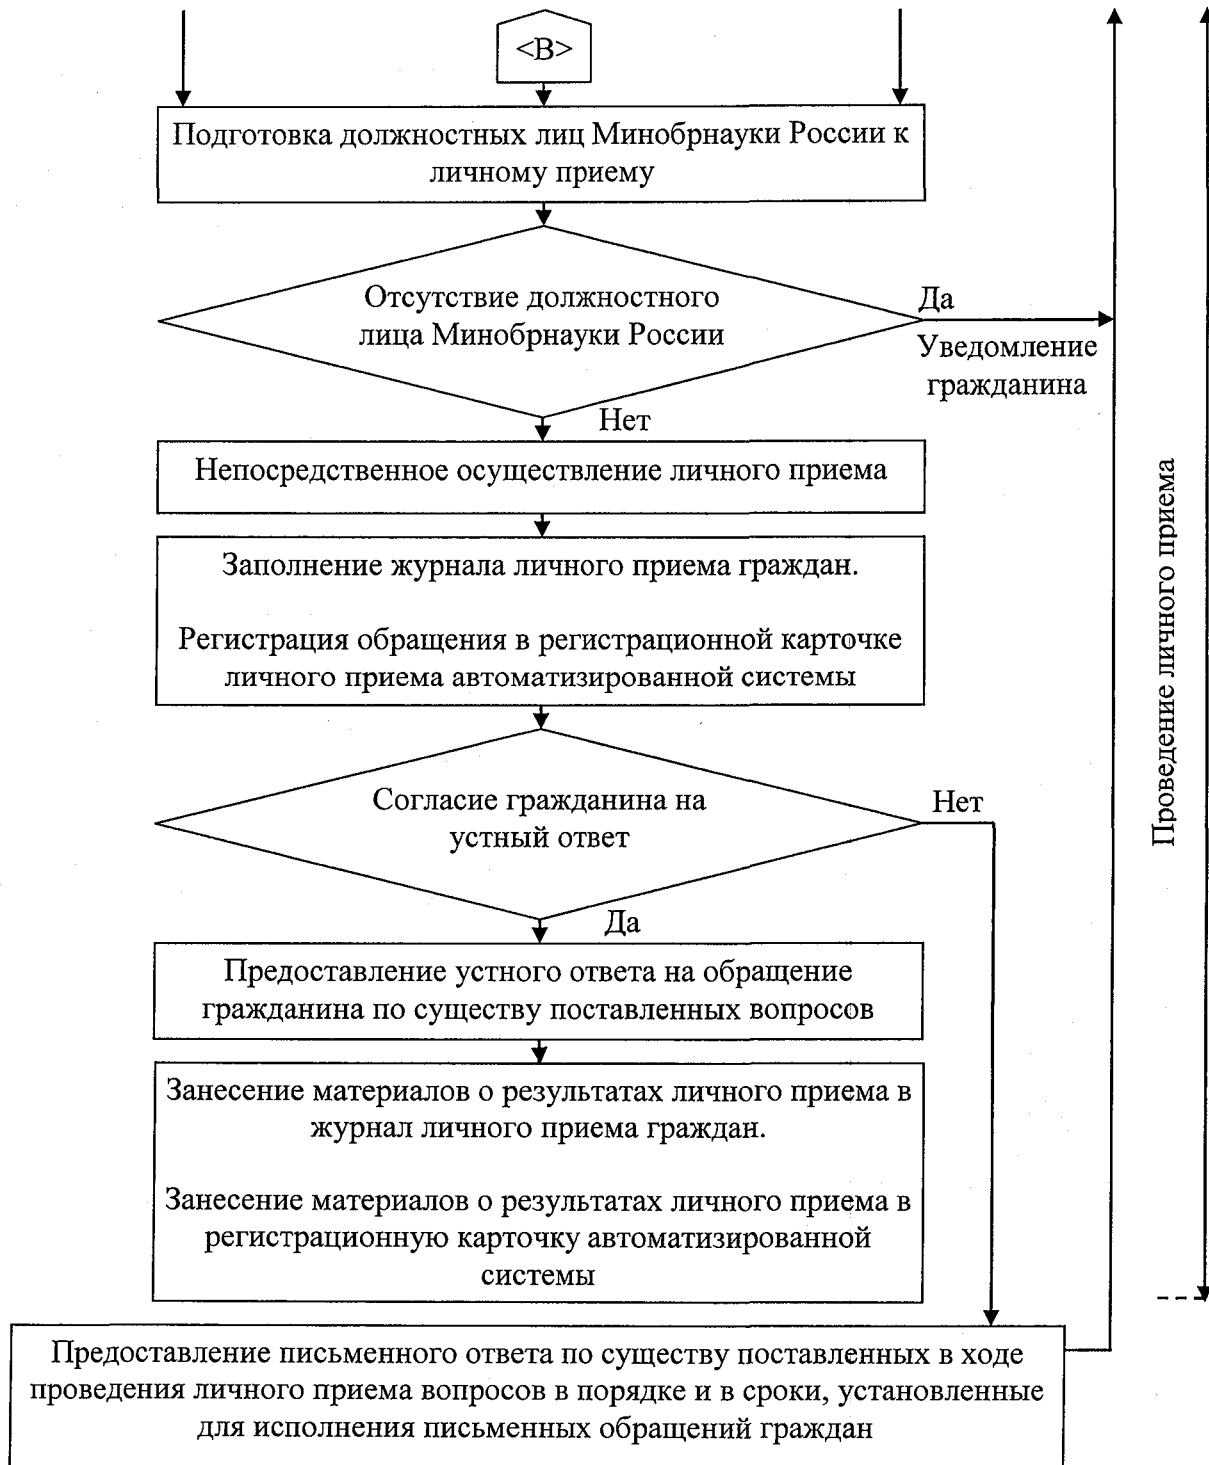 <В>
Подготовка должностных лиц Минобрнауки России к
личному приему
Отсутствие должностного
лица Минобрнауки России
Да
Уведомление
гражданина
Нет
Непосредственное осуществление личного приема
Заполнение журнала личного приема граждан.
Регистрация обращения в регистрационной карточке
личного приема автоматизированной системы
Согласие гражданина на
устный ответ
Нет
Да
Предоставление устного ответа на обращение
гражданина по существу поставленных вопросов
Занесение материалов о результатах личного приема в
журнал личного приема граждан.
Занесение материалов о результатах личного приема в
регистрационную карточку автоматизированной
системы
Предоставление письменного ответа по существу поставленных в ходе
проведения личного приема вопросов в порядке и в сроки, установленные
для исполнения письменных обращений граждан
Проведение личного приема